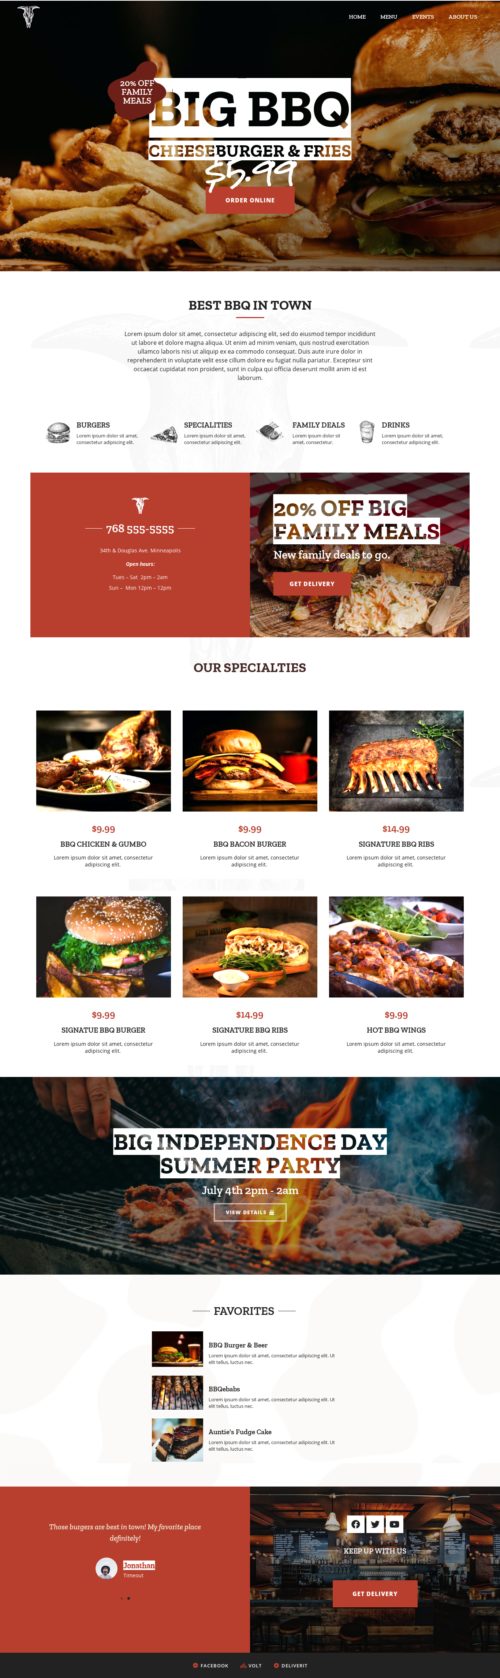 HOME MENU EVENTS ABOUT US
20% OFF
FAMILY
MEALS
BIG BBQ
CHEESEBURGER & FRIES
$5.99
ORDER ONLINE
BEST BBQ IN TOWN
Lorem ipsum dolor sit amet, consectetur adipiscing elit, sed do eiusmod tempor incididunt
ut labore et dolore magna aliqua. Ut enim ad minim veniam, quis nostrud exercitation
ullamco laboris nisi ut aliquip ex ea commodo consequat. Duis aute irure dolor in
reprehenderit in voluptate velit esse cillum dolore eu fugiat nulla pariatur. Excepteur sint
occaecat cupidatat non proident, sunt in culpa qui officia deserunt mollit anim id est
laborum.
BURGERS
Lorem ipsum dolor sit amet,
consectetur adipiscing elit.
SPECIALITIES
Lorem ipsum dolor sit amet,
consectetur adipiscing elit.
FAMILY DEALS
Lorem ipsum dolor sit
amet, consectetur.
DRINKS
Lorem ipsum dolor sit amet,
consectetur adipiscing elit.
768 555-5555
34th & Douglas Ave. Minneapolis
Open hours:
Tues – Sat 2pm – 2am
Sun – Mon 12pm – 12pm
20% OFF BIG
FAMILY MEALS
New family deals to go.
GET DELIVERY
OUR SPECIALTIES
$9.99
BBQ CHICKEN & GUMBO
Lorem ipsum dolor sit amet, consectetur
adipiscing elit.
$9.99
BBQ BACON BURGER
Lorem ipsum dolor sit amet, consectetur
adipiscing elit.
$14.99
SIGNATURE BBQ RIBS
Lorem ipsum dolor sit amet, consectetur
adipiscing elit.
$9.99
SIGNATUE BBQ BURGER
Lorem ipsum dolor sit amet, consectetur
adipiscing elit.
$14.99
SIGNATURE BBQ RIBS
Lorem ipsum dolor sit amet, consectetur
adipiscing elit.
$9.99
HOT BBQ WINGS
Lorem ipsum dolor sit amet, consectetur
adipiscing elit.
BIG INDEPENDENCE DAY
SUMMER PARTY
July 4th 2pm - 2am
VIEW DETAILS
FAVORITES
BBQ Burger & Beer
Lorem ipsum dolor sit amet, consectetur adipiscing elit. Ut
elit tellus, luctus nec.
BBQebabs
Lorem ipsum dolor sit amet, consectetur adipiscing elit. Ut
elit tellus, luctus nec.
Auntie's Fudge Cake
Lorem ipsum dolor sit amet, consectetur adipiscing elit. Ut
elit tellus, luctus nec.
Those burgers are best in town! My favorite place
definitely!
Jonathan
Timeout
KEEP UP WITH US
GET DELIVERY
FACEBOOK VOLT DELIVERIT